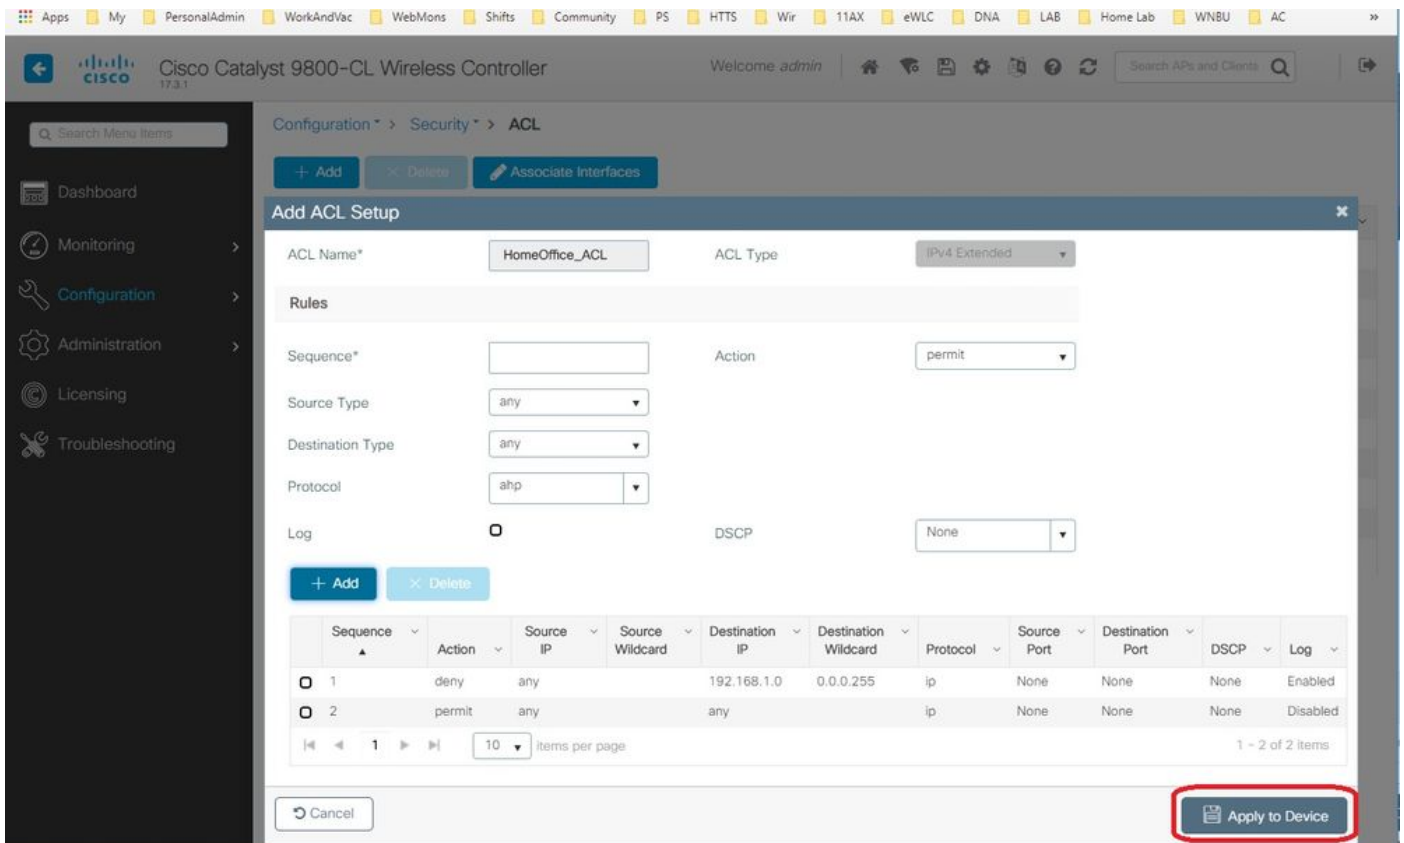 Apps My PersonalAdmin WorkAndVac WebMons Shifts Community PS HTTS Wir 11AX eWLC DNA LAB Home Lab WNBU AC »
CISCO Cisco Catalyst 9800-CL Wireless Controller Welcome admin Search APs and Clients
17.3.1
Search Menu Items
Configuration > Security > ACL
+ Add × Delete Associate Interfaces
Dashboard
Monitoring >
Configuration >
Administration >
Licensing
Troubleshooting
Add ACL Setup
ACL Name* HomeOffice_ACL ACL Type IPv4 Extended
Rules
Sequence* Action permit
Source Type any
Destination Type any
Protocol ahp
Log DSCP None
+ Add × Delete
Sequence Action Source IP Source Wildcard Destination IP Destination Wildcard Protocol Source Port Destination Port DSCP Log
1 deny any 192.168.1.0 0.0.0.255 ip None None None Enabled
2 permit any any ip None None None Disabled
1 10 items per page 1 - 2 of 2 items
Cancel Apply to Device